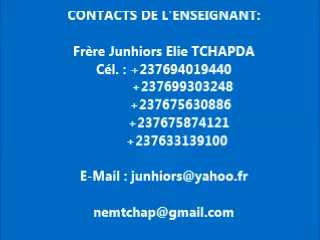 CONTACTS DE L'ENSEIGNANT:
Frère Junhiors Elie TCHAPDA
Cél. : +237694019440
+237699303248
+237675630886
+237675874121
+237633139100
E-Mail : junhiors@yahoo.fr
nemtchap@gmail.com